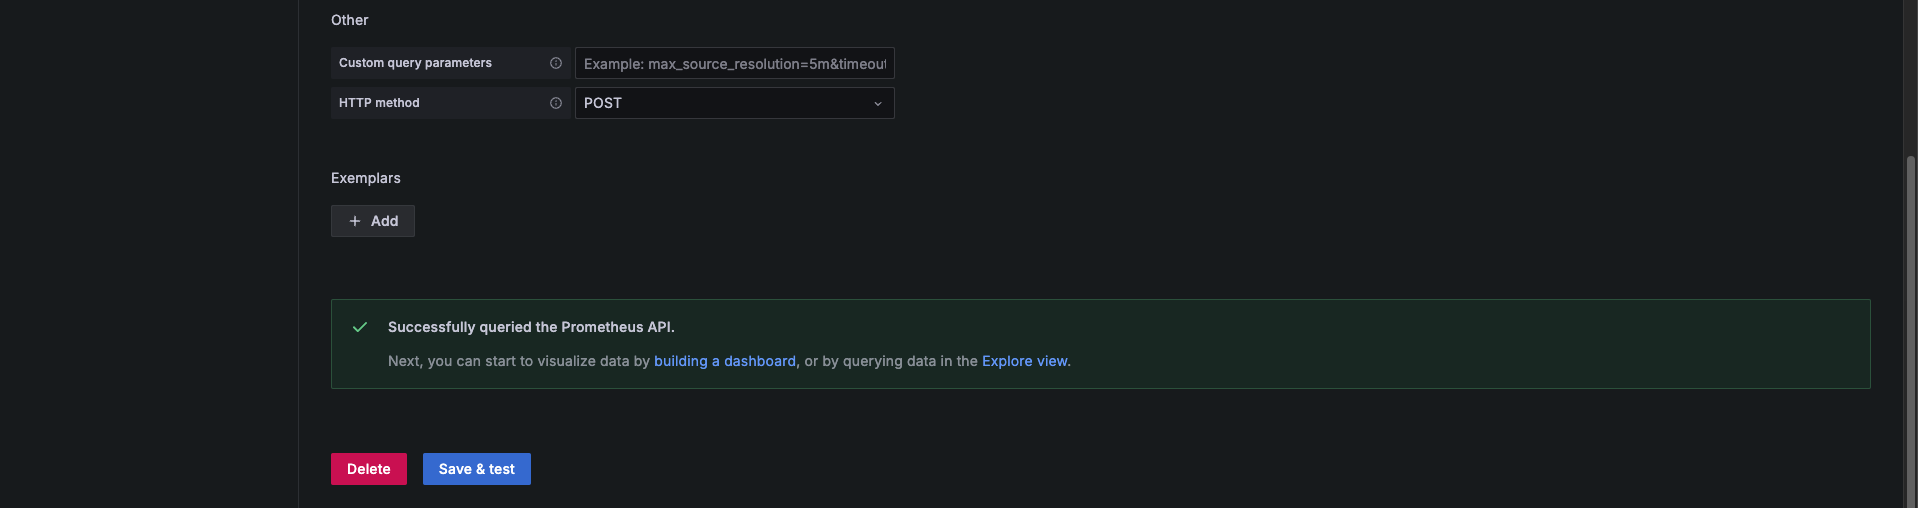 Other
Custom query parameters
Example: max_source_resolution=5m&timeout
HTTP method
POST
Exemplars
Add
Successfully queried the Prometheus API.
Next, you can start to visualize data by building a dashboard, or by querying data in the Explore view.
Delete
Save & test